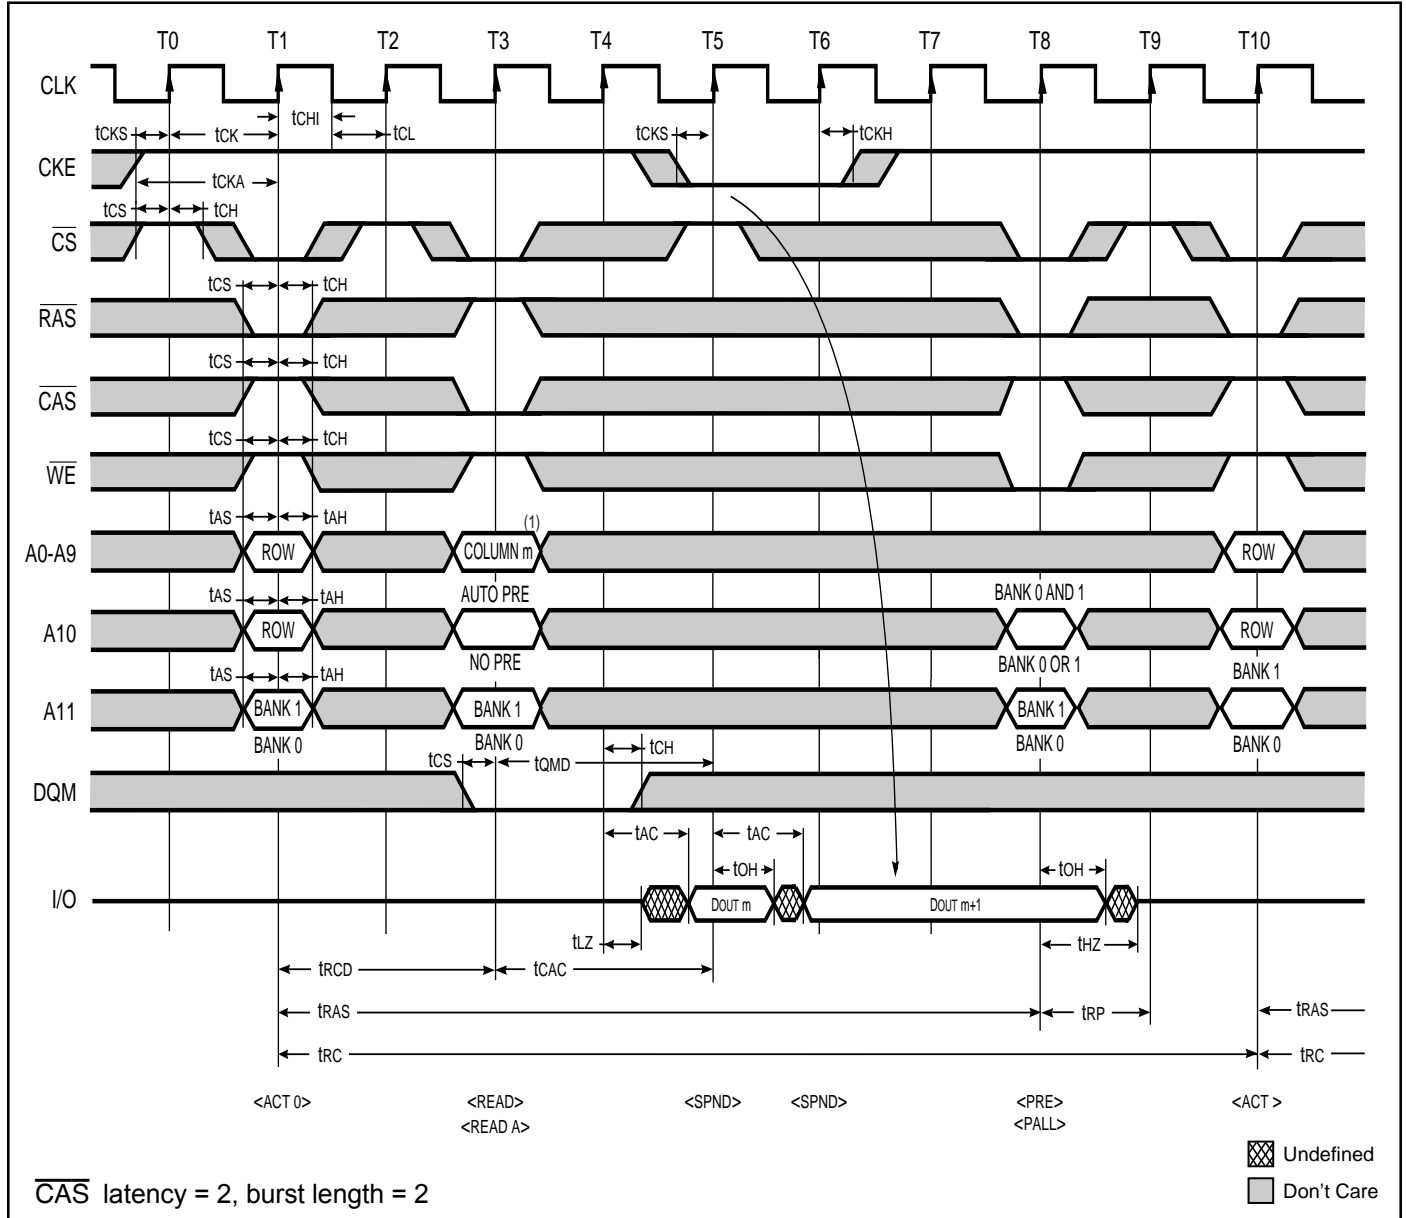 T0 T1 T2 T3 T4 T5 T6 T7 T8 T9 T10
CLK
tCHI
tCKS tCK tCL tCKS tCKH
CKE
tCKA
tCS tCH
CS
tCS tCH
RAS
tCS tCH
CAS
tCS tCH
WE
tAS tAH (1)
A0-A9 ROW COLUMN m ROW
tAS tAH AUTO PRE BANK 0 AND 1
A10 ROW ROW
NO PRE BANK 0 OR 1 BANK 1
tAS tAH
A11 BANK 1 BANK 1 BANK 1
BANK 0 BANK 0 BANK 0 BANK 0
tCS tQMD tCH
DQM
tAC tAC
tOH tOH
I/O DOUT m DOUT m+1
tLZ tHZ
tRCD tCAC
tRAS tRP tRAS
tRC tRC
<ACT 0> <READ> <SPND> <SPND> <PRE> <ACT >
<READ A> <PALL>
Undefined
CAS latency = 2, burst length = 2
Don't Care